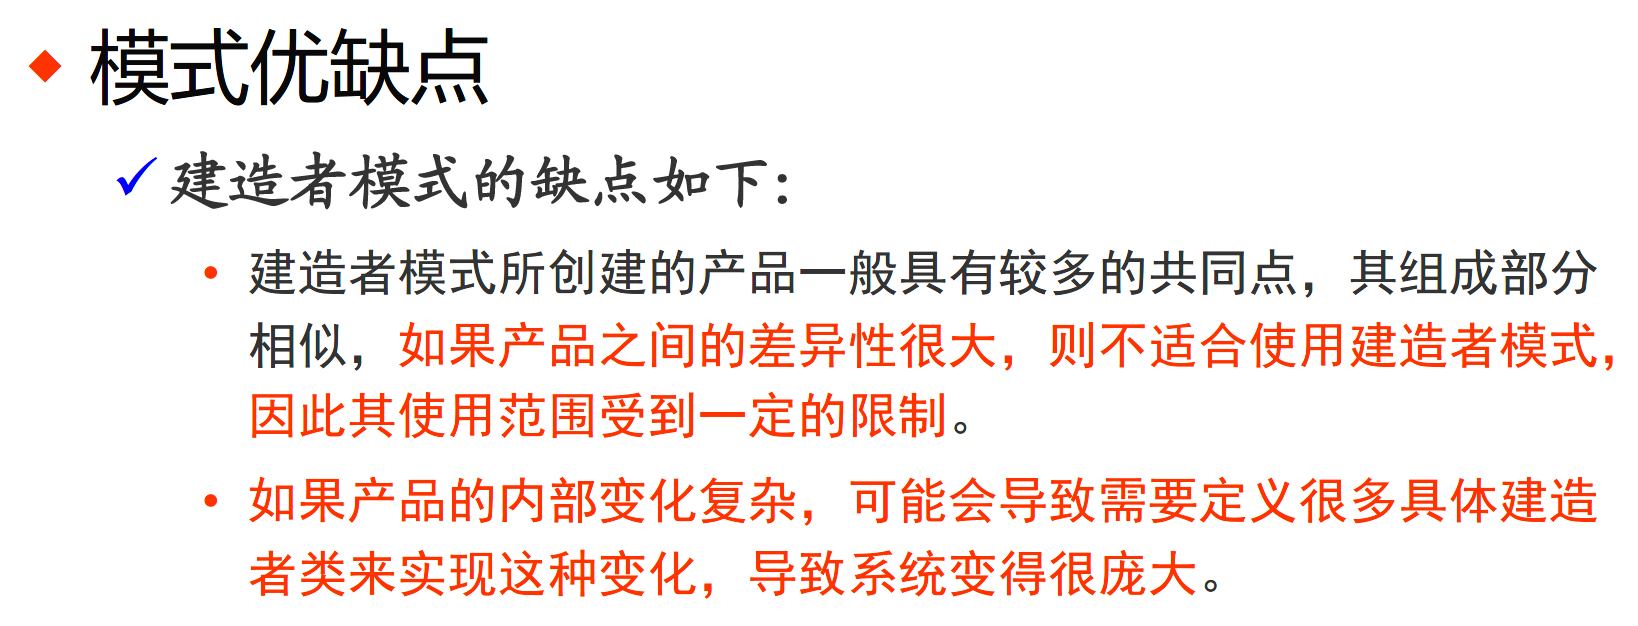 模式优缺点
建造者模式的缺点如下：
建造者模式所创建的产品一般具有较多的共同点，其组成部分
相似，如果产品之间的差异性很大，则不适合使用建造者模式，
因此其使用范围受到一定的限制。
如果产品的内部变化复杂，可能会导致需要定义很多具体建造
者类来实现这种变化，导致系统变得很庞大。